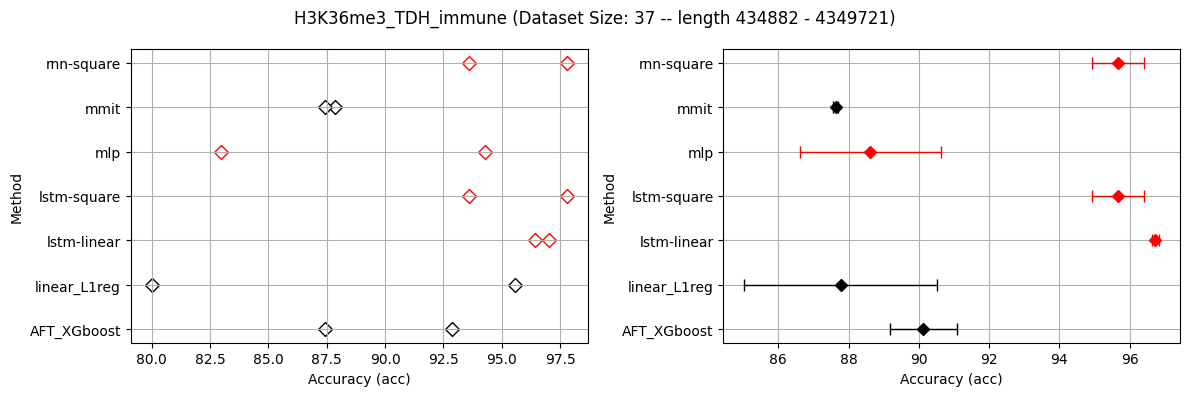 H3K36me3_TDH_immune (Dataset Size: 37 -- length 434882 - 4349721)
Method
rnn-square
mmit
mlp
lstm-square
lstm-linear
linear_L1reg
AFT_XGboost
80.0 82.5 85.0 87.5 90.0 92.5 95.0 97.5
Accuracy (acc)
Method
rnn-square
mmit
mlp
lstm-square
lstm-linear
linear_L1reg
AFT_XGboost
86 88 90 92 94 96
Accuracy (acc)